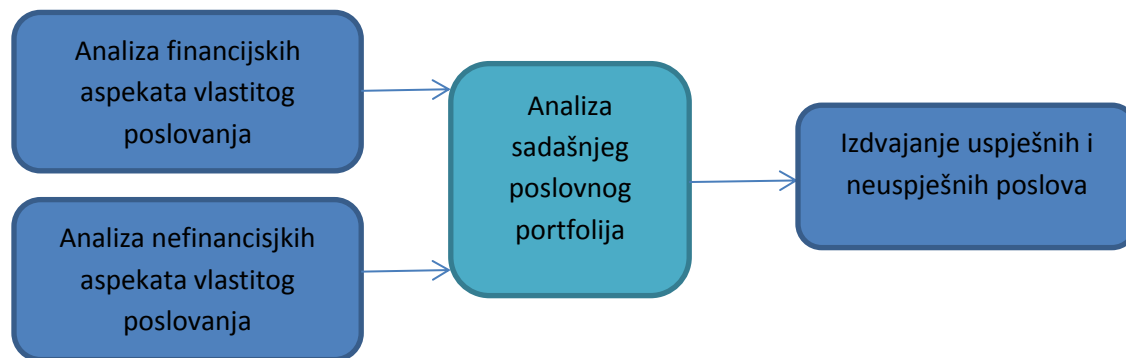 Analiza financijskih
aspekata vlastitog
poslovanja
Analiza nefinancisjkih
aspekata vlastitog
poslovanja
Analiza
sadašnjeg
poslovnog
portfolija
Izdvajanje uspješnih i
neuspješnih poslova